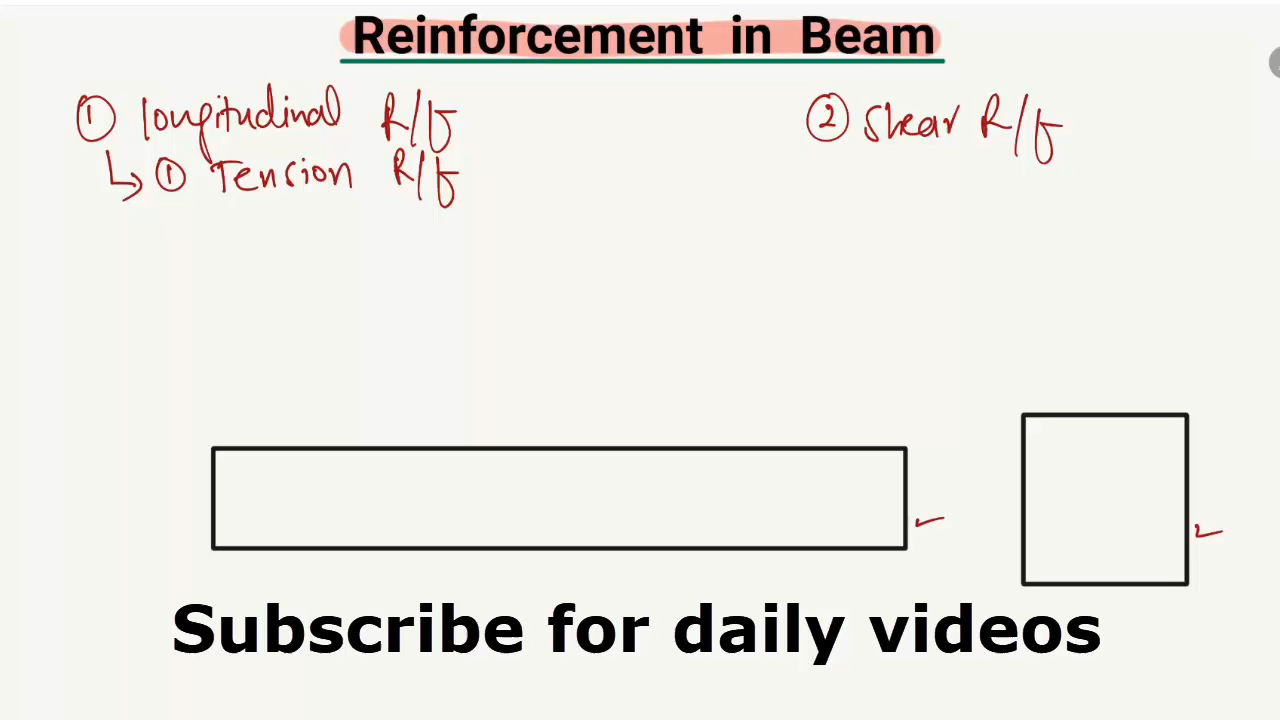 Reinforcement in Beam
① longitudinal R/f
② Shear R/f
↳ ① Tension R/f
Subscribe for daily videos